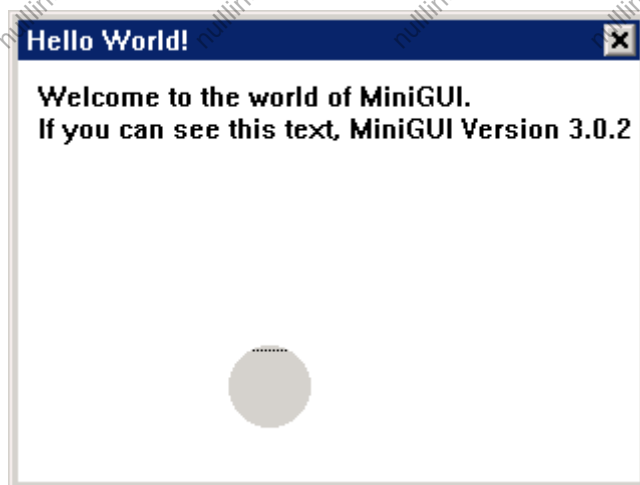 Hello World!
Welcome to the world of MiniGUI.
If you can see this text, MiniGUI Version 3.0.2